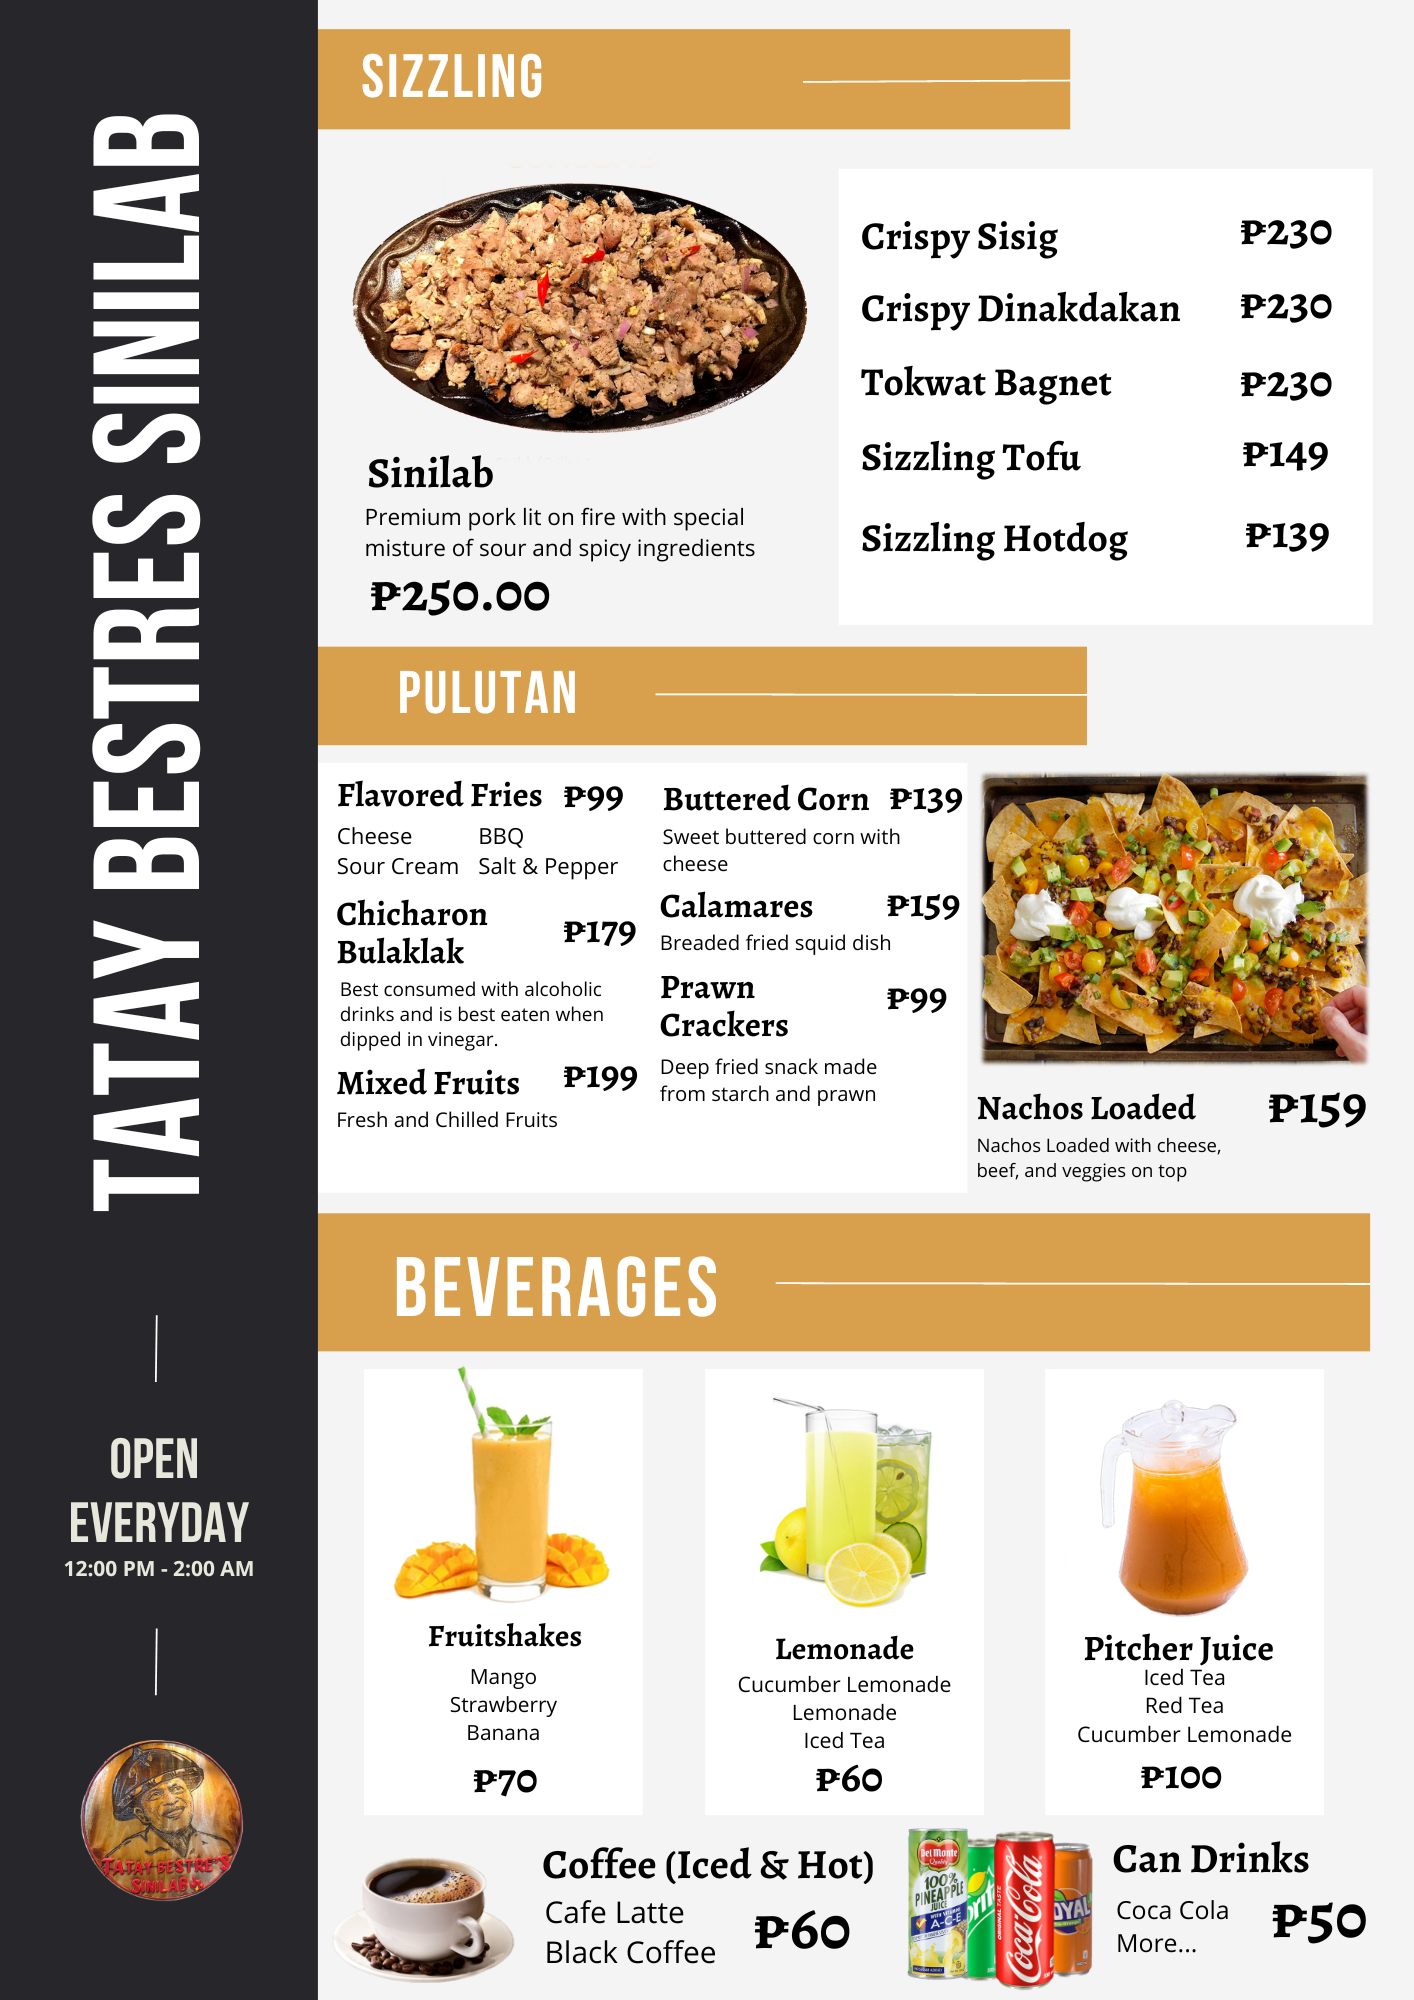 TATAY BESTRES SINILAB
OPEN
EVERYDAY
12:00 PM - 2:00 AM
TATAY BESTRE'S
SINILAB
SIZZLING
Sinilab
Premium pork lit on fire with special
misture of sour and spicy ingredients
₱250.00
Crispy Sisig ₱230
Crispy Dinakdakan ₱230
Tokwat Bagnet ₱230
Sizzling Tofu ₱149
Sizzling Hotdog ₱139
PULUTAN
Flavored Fries ₱99
Cheese BBQ
Sour Cream Salt & Pepper
Chicharon
Bulaklak ₱179
Best consumed with alcoholic
drinks and is best eaten when
dipped in vinegar.
Mixed Fruits ₱199
Fresh and Chilled Fruits
Buttered Corn ₱139
Sweet buttered corn with
cheese
Calamares ₱159
Breaded fried squid dish
Prawn
Crackers ₱99
Deep fried snack made
from starch and prawn
Nachos Loaded ₱159
Nachos Loaded with cheese,
beef, and veggies on top
BEVERAGES
Fruitshakes
Mango
Strawberry
Banana
₱70
Lemonade
Cucumber Lemonade
Lemonade
Iced Tea
₱60
Pitcher Juice
Iced Tea
Red Tea
Cucumber Lemonade
₱100
Coffee (Iced & Hot)
Cafe Latte
Black Coffee
₱60
Del Monte
Quality
100%
PINEAPPLE
JUICE
A-C-E
rite
ORIGINAL TASTE
Coca-Cola
OYAL
Can Drinks
Coca Cola
More...
₱50